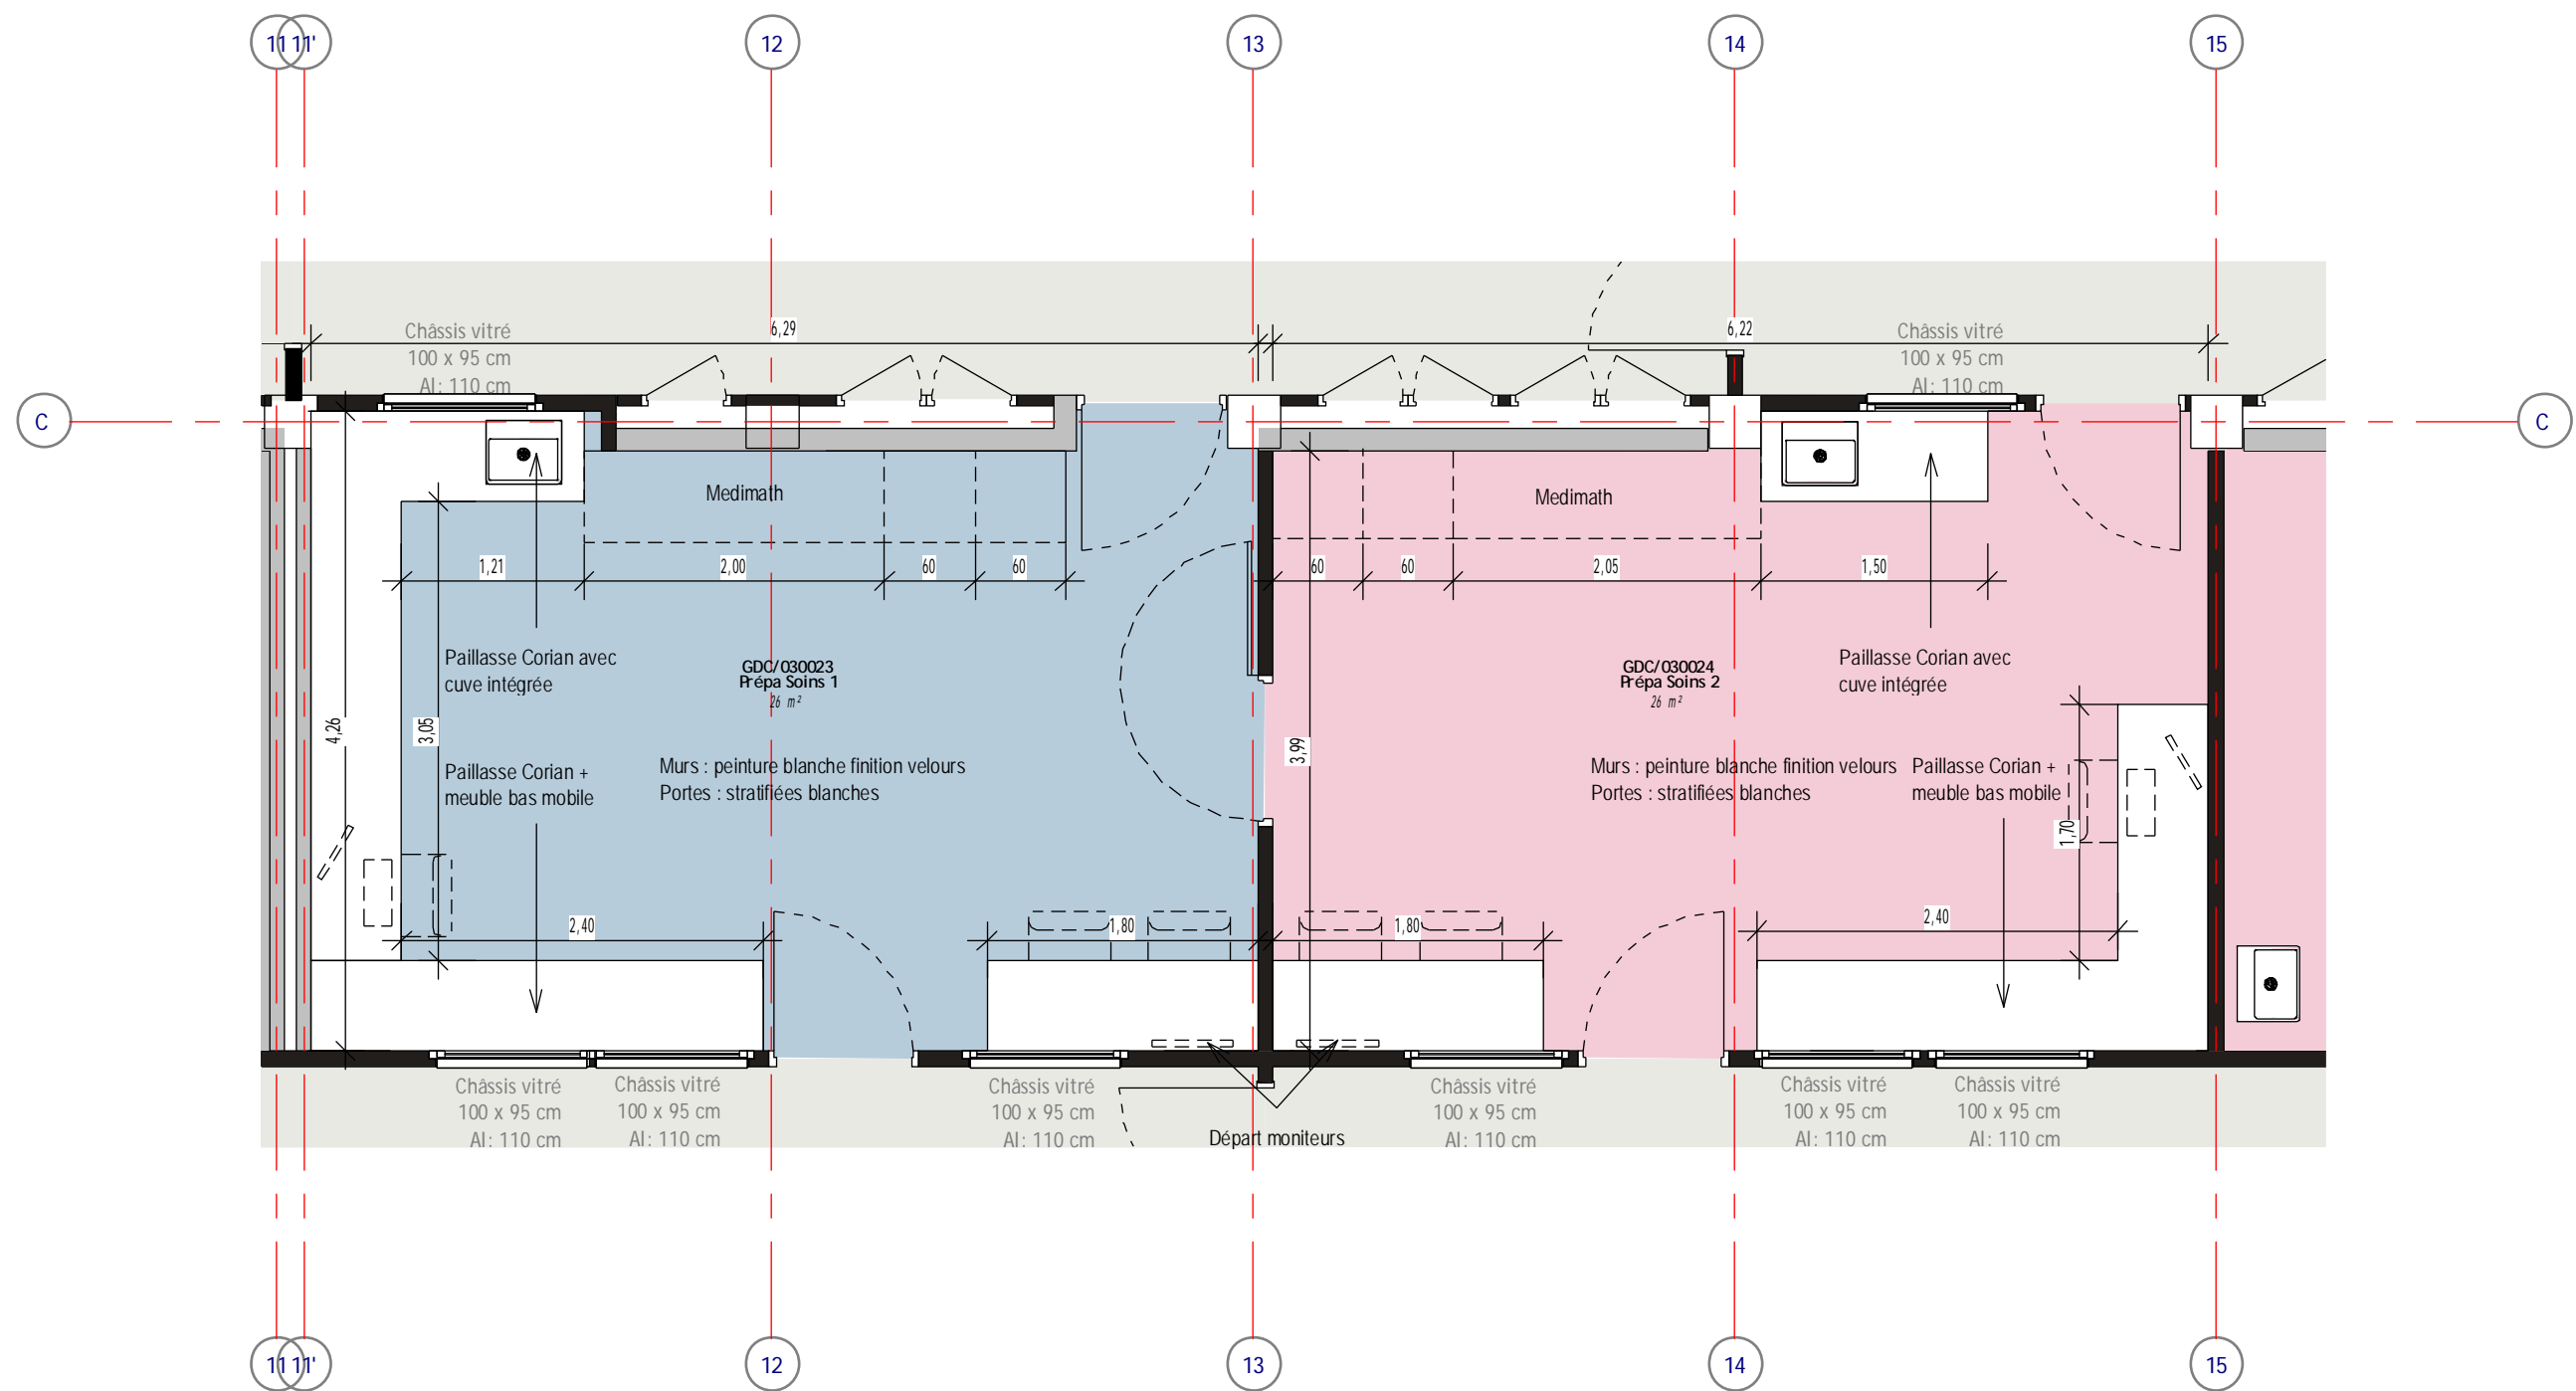 11 11' 12 13 14 15
6,29 6,22
Châssis vitré
100 x 95 cm
Al : 110 cm
Châssis vitré
100 x 95 cm
Al : 110 cm
C C
Medimath
Medimath
1,21 2,00 60 60
60 60 2,05 1,50
Paillasse Corian avec
cuve intégrée
GDC/030023
Prépa Soins 1
26 m²
GDC/030024
Prépa Soins 2
26 m²
Paillasse Corian avec
cuve intégrée
4,26
3,05
3,99
1,70
Paillasse Corian +
meuble bas mobile
Murs : peinture blanche finition velours
Portes : stratifiées blanches
Murs : peinture blanche finition velours
Portes : stratifiées blanches
Paillasse Corian +
meuble bas mobile
2,40 1,80 1,80 2,40
Châssis vitré
100 x 95 cm
Al : 110 cm
Châssis vitré
100 x 95 cm
Al : 110 cm
Châssis vitré
100 x 95 cm
Al : 110 cm
Départ moniteurs
Châssis vitré
100 x 95 cm
Al : 110 cm
Châssis vitré
100 x 95 cm
Al : 110 cm
Châssis vitré
100 x 95 cm
Al : 110 cm
11 11' 12 13 14 15